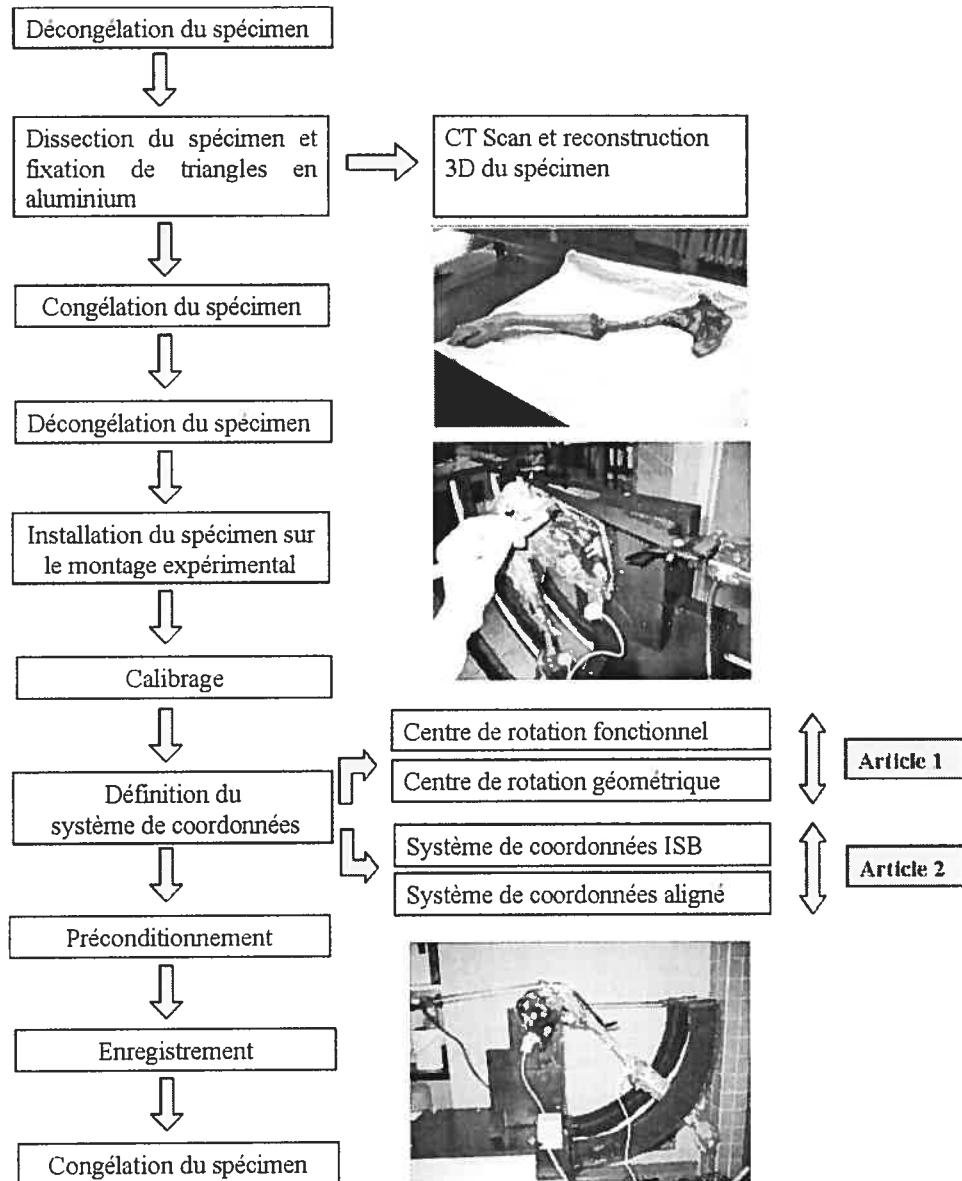 Décongélation du spécimen
Dissection du spécimen et
fixation de triangles en
aluminium
CT Scan et reconstruction
3D du spécimen
Congélation du spécimen
Décongélation du spécimen
Installation du spécimen sur
le montage expérimental
Calibrage
Définition du
système de coordonnées
Centre de rotation fonctionnel
Centre de rotation géométrique
Article 1
Système de coordonnées ISB
Système de coordonnées aligné
Article 2
Préconditionnement
Enregistrement
Congélation du spécimen